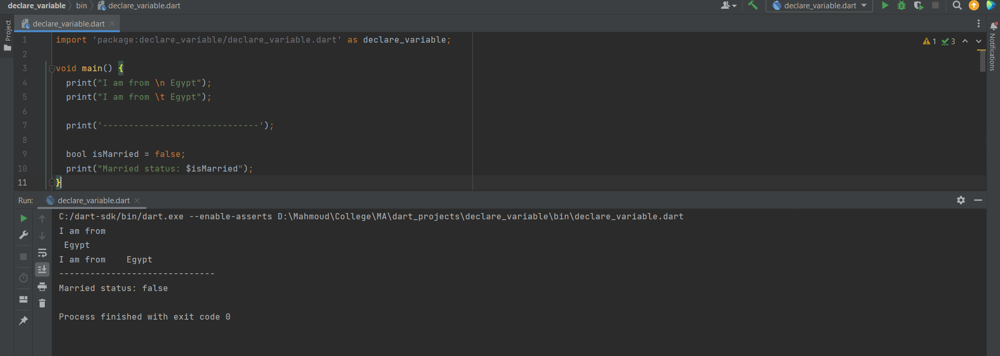 declare_variable bin declare_variable.dart declare_variable.dart
Project
declare_variable.dart
Notifications
1 import 'package:declare_variable/declare_variable.dart' as declare_variable; 1 3
2
3 void main() {
4   print("I am from \n Egypt");
5   print("I am from \t Egypt");
6
7   print('------------------------------');
8
9   bool isMarried = false;
10   print("Married status: $isMarried");
11 }
Run: declare_variable.dart
C:/dart-sdk/bin/dart.exe --enable-asserts D:\Mahmoud\College\MA\dart_projects\declare_variable\bin\declare_variable.dart
I am from
 Egypt
I am from    Egypt
------------------------------
Married status: false
Process finished with exit code 0